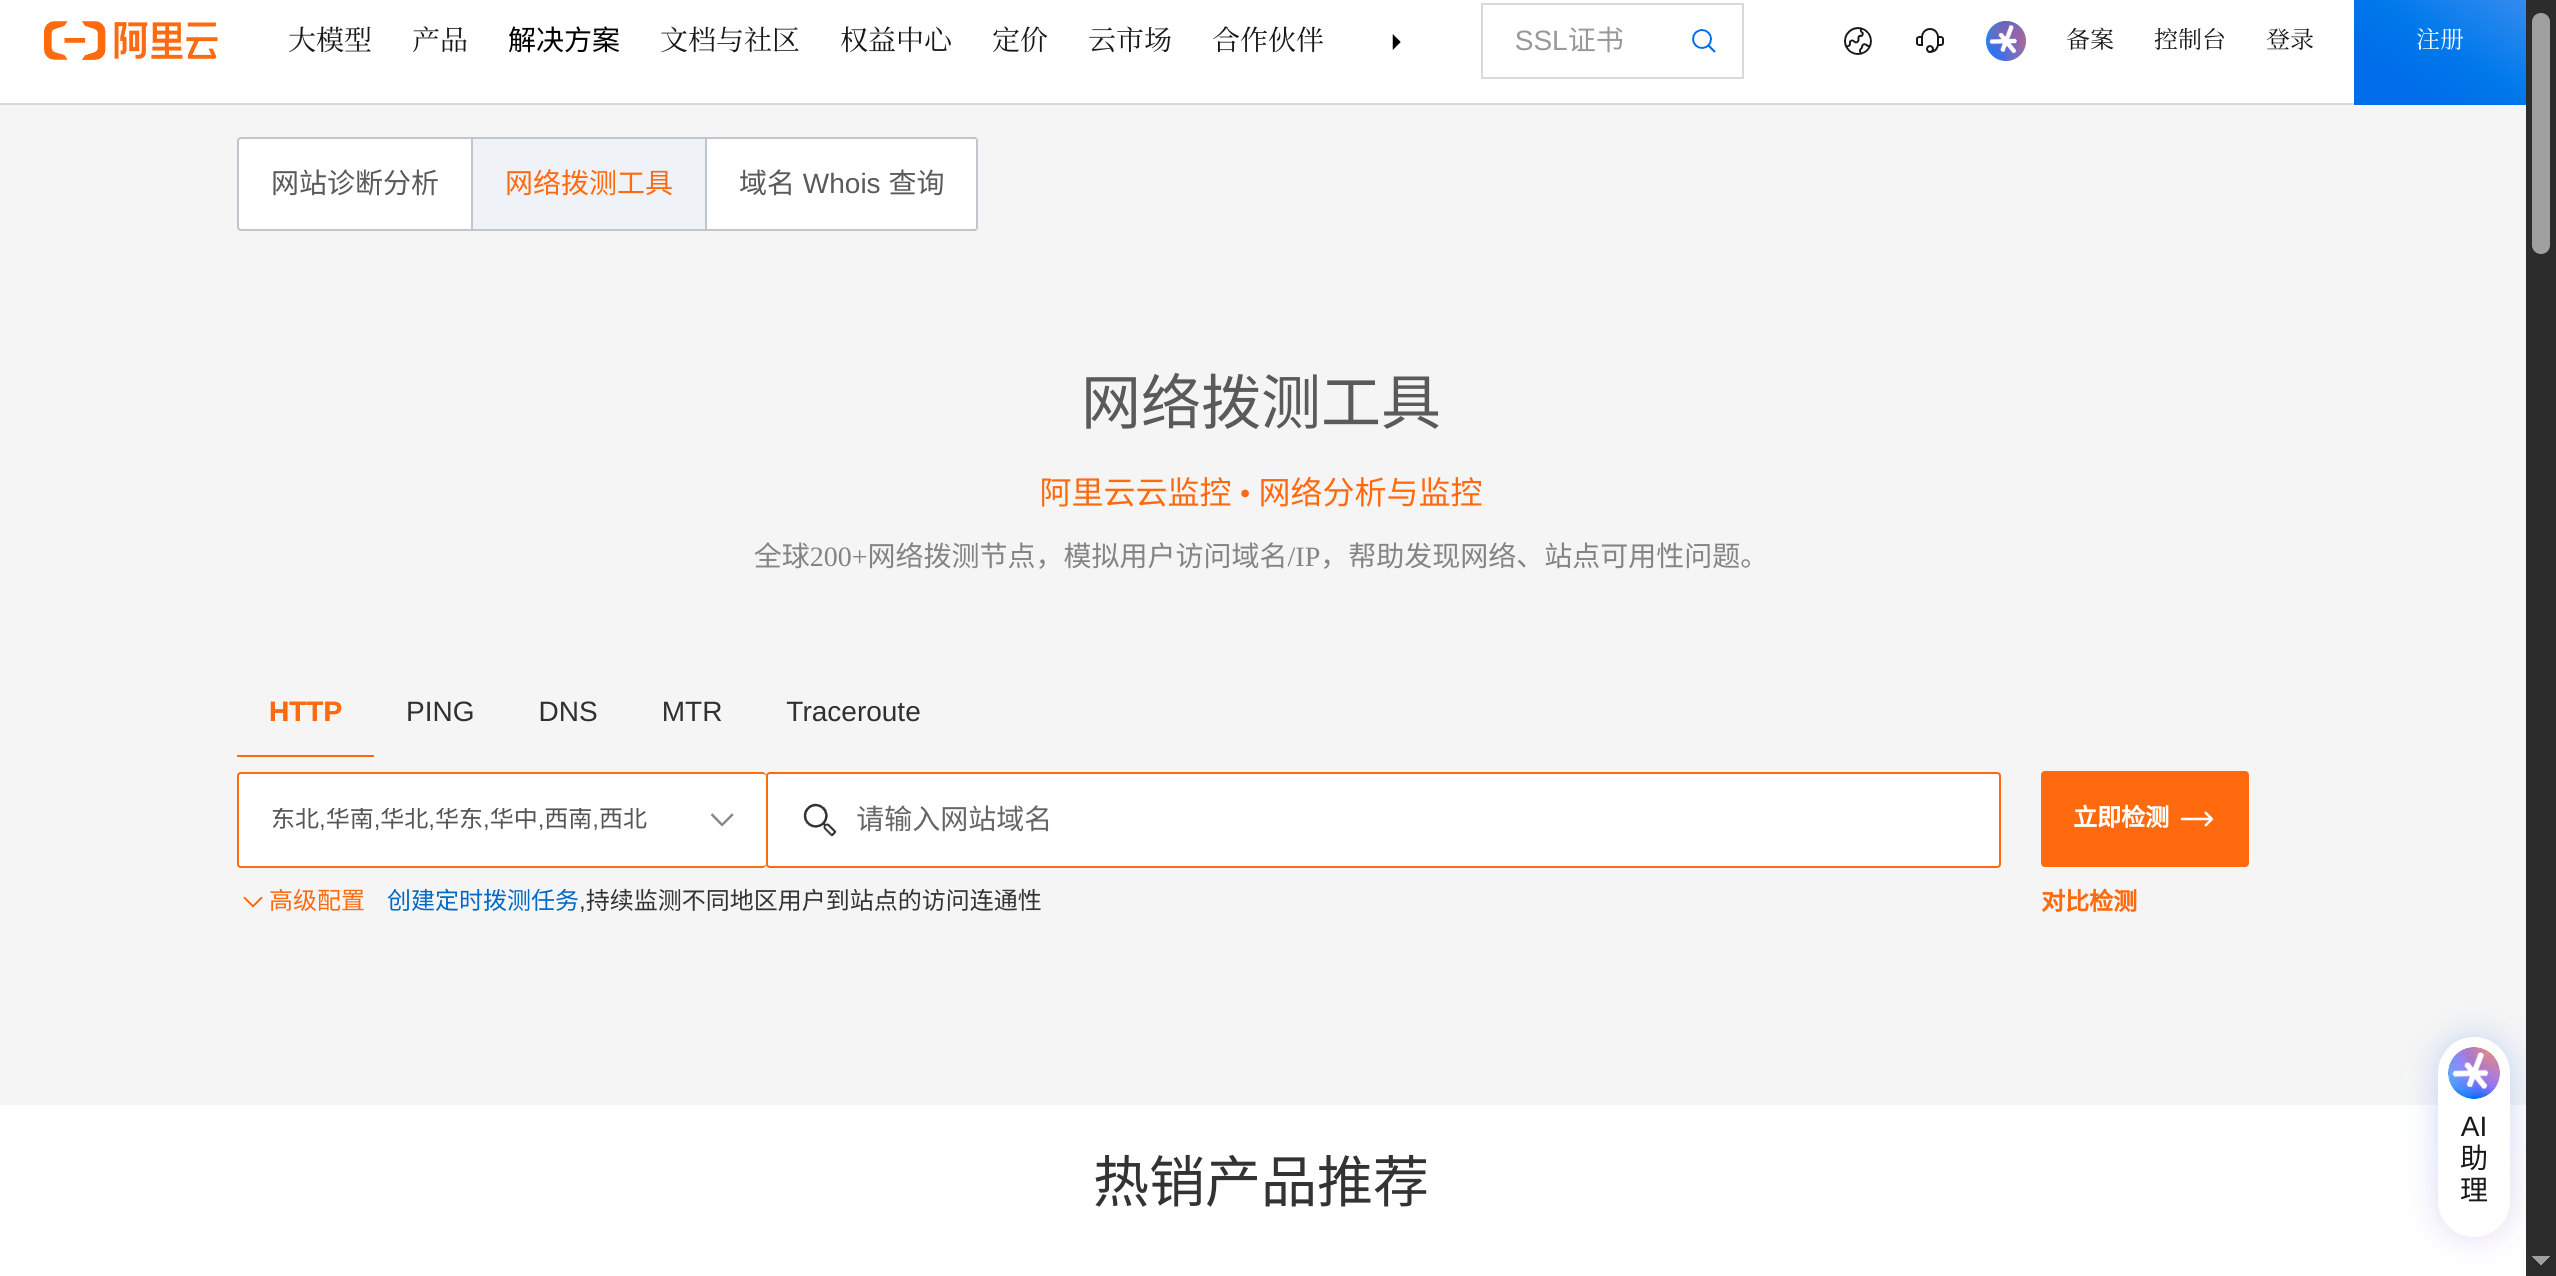 阿里云 大模型 产品 解决方案 文档与社区 权益中心 定价 云市场 合作伙伴 SSL证书 备案 控制台 登录 注册
网站诊断分析 网络拨测工具 域名 Whois 查询
网络拨测工具
阿里云云监控 • 网络分析与监控
全球200+网络拨测节点，模拟用户访问域名/IP，帮助发现网络、站点可用性问题。
HTTP PING DNS MTR Traceroute
东北,华南,华北,华东,华中,西南,西北 请输入网站域名 立即检测
高级配置 创建定时拨测任务,持续监测不同地区用户到站点的访问连通性 对比检测
AI
助
理
热销产品推荐